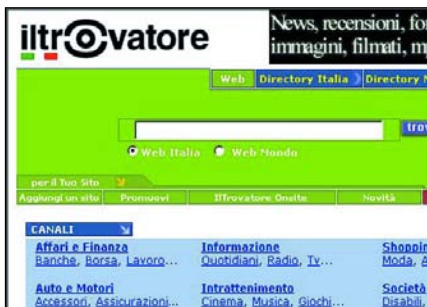 iltrovatore
News, recensioni, fo
immagini, filmati, m
Web Directory Italia Directory
trov
Web Italia Web Mondo
per il Tuo Sito
Aggiungi un sito Promuovi IlTrovatore Onsite Novità
CANALI
Affari e Finanza Informazione Shoppin
Banche, Borsa, Lavoro... Quotidiani, Radio, Tv... Moda, A
Auto e Motori Intrattenimento Società
Accessori, Assicurazioni... Cinema, Musica, Giochi... Disabili,